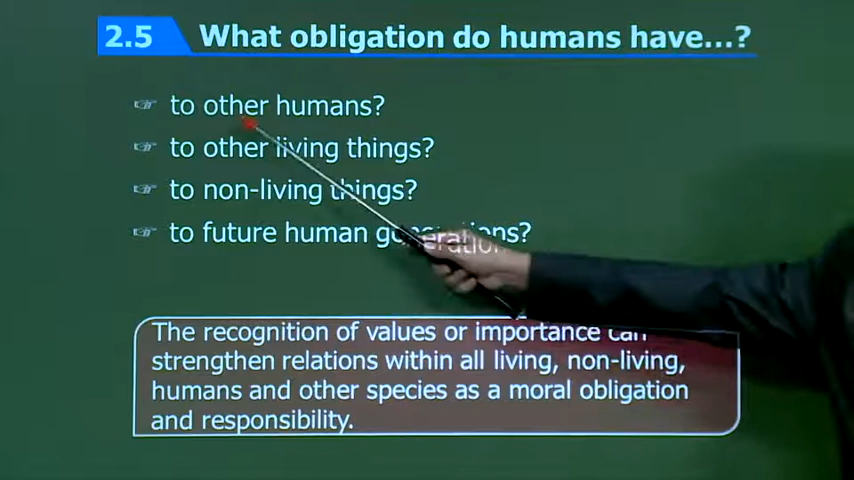 2.5 What obligation do humans have...?
to other humans?
to other living things?
to non-living things?
to future human generations?
The recognition of values or importance can
strengthen relations within all living, non-living,
humans and other species as a moral obligation
and responsibility.